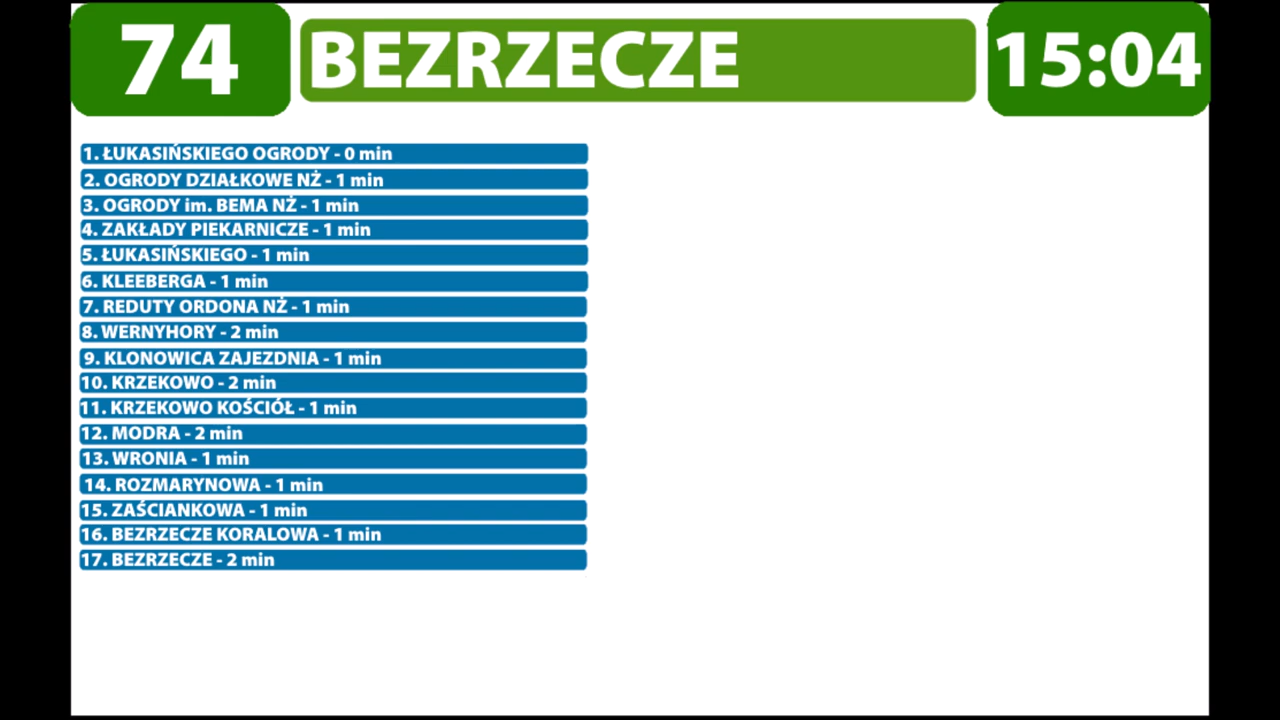 74
BEZRZECZE
15:04
1. ŁUKASIŃSKIEGO OGRODY - 0 min
2. OGRODY DZIAŁKOWE NŻ - 1 min
3. OGRODY im. BEMA NŻ - 1 min
4. ZAKŁADY PIEKARNICZE - 1 min
5. ŁUKASIŃSKIEGO - 1 min
6. KLEEBERGA - 1 min
7. REDUTY ORDONA NŻ - 1 min
8. WERNYHORY - 2 min
9. KLONOWICA ZAJEZDNIA - 1 min
10. KRZEKOWO - 2 min
11. KRZEKOWO KOŚCIÓŁ - 1 min
12. MODRA - 2 min
13. WRONIA - 1 min
14. ROZMARYNOWA - 1 min
15. ZAŚCIANKOWA - 1 min
16. BEZRZECZE KORALOWA - 1 min
17. BEZRZECZE - 2 min